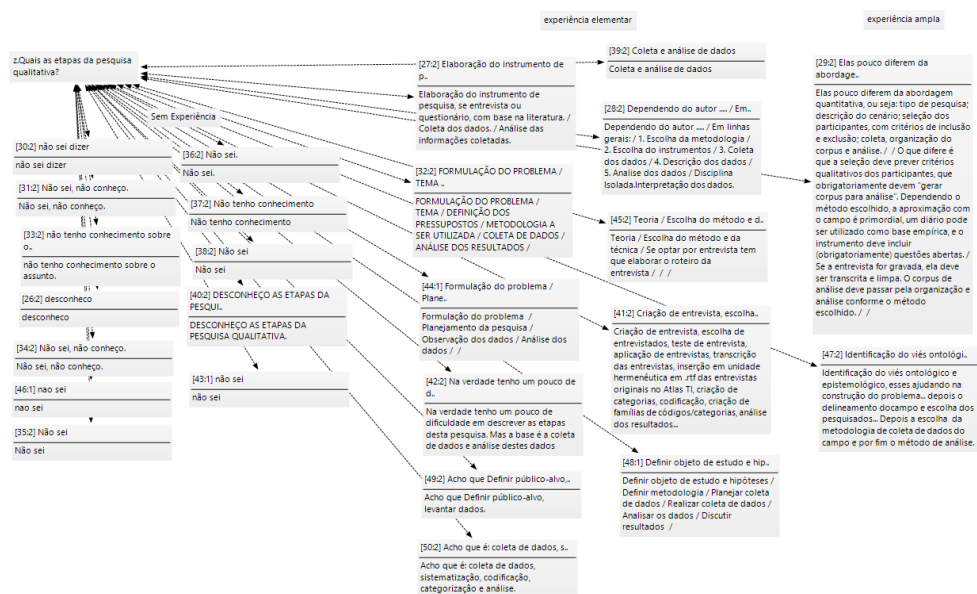 experiência elementar
experiência ampla
z.Quais as etapas da pesquisa
qualitativa?
Sem Experiência
[30:2] não sei dizer
não sei dizer
[31:2] Não sei, não conheço.
Não sei, não conheço.
[33:2] não tenho conhecimento sobre
o..
não tenho conhecimento sobre o
assunto.
[26:2] desconheco
desconheco
[34:2] Não sei, não conheço.
Não sei, não conheço.
[46:1] nao sei
nao sei
[35:2] Não sei
Não sei
[36:2] Não sei.
Não sei.
[37:2] Não tenho conhecimento
Não tenho conhecimento
[38:2] Não sei
Não sei
[40:2] DESCONHEÇO AS ETAPAS DA
PESQUI..
DESCONHEÇO AS ETAPAS DA
PESQUISA QUALITATIVA.
[43:1] não sei
não sei
[27:2] Elaboração do instrumento de
p..
Elaboração do instrumento de
pesquisa, se entrevista ou
questionário, com base na literatura. /
Coleta dos dados. / Análise das
informações coletadas.
[32:2] FORMULAÇÃO DO PROBLEMA /
TEMA ..
FORMULAÇÃO DO PROBLEMA /
TEMA / DEFINIÇÃO DOS
PRESSUPOSTOS / METODOLOGIA A
SER UTILIZADA / COLETA DE DADOS /
ANÁLISE DOS RESULTADOS /
[44:1] Formulação do problema /
Plane..
Formulação do problema /
Planejamento da pesquisa /
Observação dos dados / Análise dos
dados / /
[42:2] Na verdade tenho um pouco de
d..
Na verdade tenho um pouco de
dificuldade em descrever as etapas
desta pesquisa. Mas a base é a coleta
de dados e análise destes dados
[49:2] Acho que Definir público-alvo,..
Acho que Definir público-alvo,
levantar dados.
[50:2] Acho que é: coleta de dados, s..
Acho que é: coleta de dados,
sistematização, codificação,
categorização e análise.
[39:2] Coleta e análise de dados
Coleta e análise de dados
[28:2] Dependendo do autor .... / Em..
Dependendo do autor .... / Em linhas
gerais: / 1. Escolha da metodologia /
2. Escolha do instrumentos / 3. Coleta
dos dados / 4. Descrição dos dados /
5. Analise dos dados / Disciplina
Isolada.Interpretação dos dados.
[45:2] Teoria / Escolha do método e d..
Teoria / Escolha do método e da
técnica / Se optar por entrevista tem
que elaborar o roteiro da
entrevista / / /
[41:2] Criação de entrevista, escolha..
Criação de entrevista, escolha de
entrevistados, teste de entrevista,
aplicação de entrevistas, transcrição
das entrevistas, inserção em unidade
hermenêutica em .rtf das entrevistas
originais no Atlas TI, criação de
categorias, codificação, criação de
famílias de códigos/categorias, análise
dos resultados...
[48:1] Definir objeto de estudo e hip..
Definir objeto de estudo e hipóteses /
Definir metodologia / Planejar coleta
de dados / Realizar coleta de dados /
Analisar os dados / Discutir
resultados /
[29:2] Elas pouco diferem da
abordage..
Elas pouco diferem da abordagem
quantitativa, ou seja: tipo de pesquisa;
descrição do cenário; seleção dos
participantes, com critérios de inclusão
e exclusão; coleta, organização do
corpus e análise. / / O que difere é
que a seleção deve prever critérios
qualitativos dos participantes, que
obrigatoriamente devem "gerar
corpus para análise". Dependendo o
método escolhido, a aproximação com
o campo é primordial, um diário pode
ser utilizado como base empírica, e o
instrumento deve incluir
(obrigatoriamente) questões abertas. /
Se a entrevista for gravada, ela deve
ser transcrita e limpa. O corpus de
análise deve passar pela organização e
análise conforme o método
escolhido. / /
[47:2] Identificação do viés ontológi..
Identificação do viés ontológico e
epistemológico, esses ajudando na
construção do problema... depois o
delineamento docampo e escolha dos
pesquisados... Depois a escolha da
metodologia de coleta de dados do
campo e por fim o método de análise.